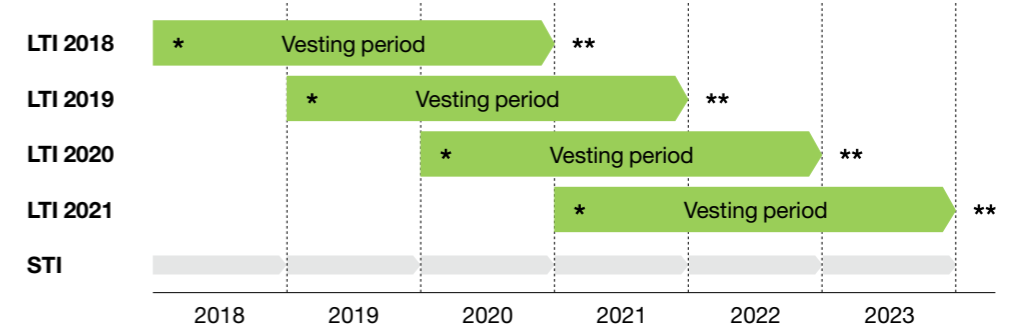 LTI 2018 * Vesting period **
LTI 2019 * Vesting period **
LTI 2020 * Vesting period **
LTI 2021 * Vesting period **
STI
2018 2019 2020 2021 2022 2023